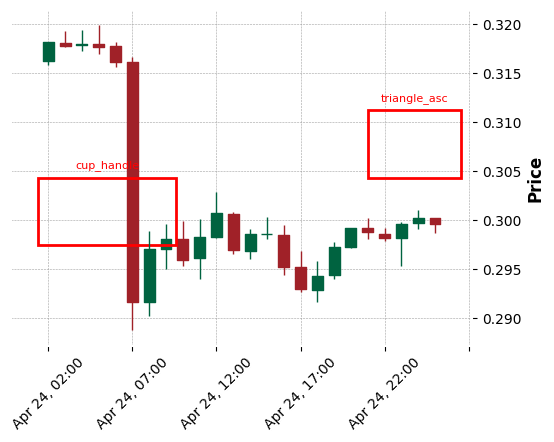 0.320
triangle_asc
0.315
0.310
cup_handle
0.305
0.300
0.295
0.290
Price
Apr 24, 02:00
Apr 24, 07:00
Apr 24, 12:00
Apr 24, 17:00
Apr 24, 22:00